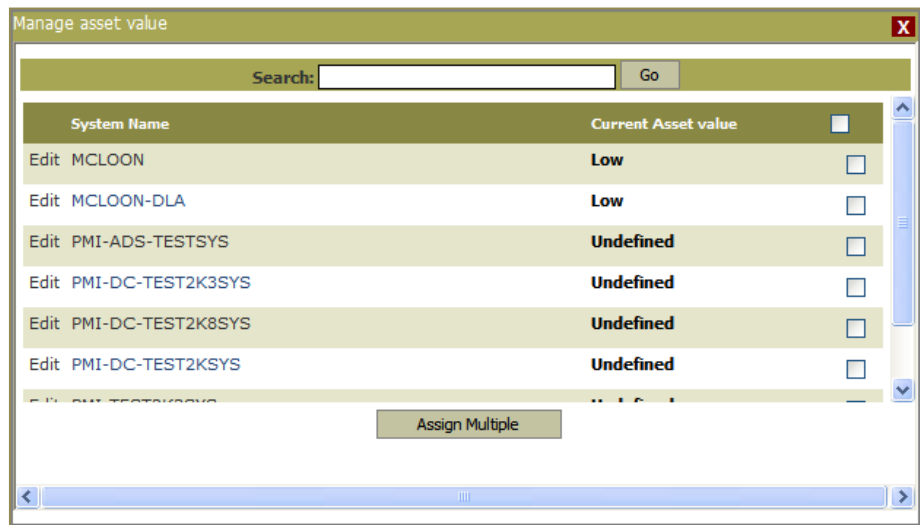 Manage asset value X
Search: Go
System Name Current Asset value
Edit MCLOON Low
Edit MCLOON-DLA Low
Edit PMI-ADS-TESTSYS Undefined
Edit PMI-DC-TEST2K3SYS Undefined
Edit PMI-DC-TEST2K8SYS Undefined
Edit PMI-DC-TEST2KSYS Undefined
Assign Multiple